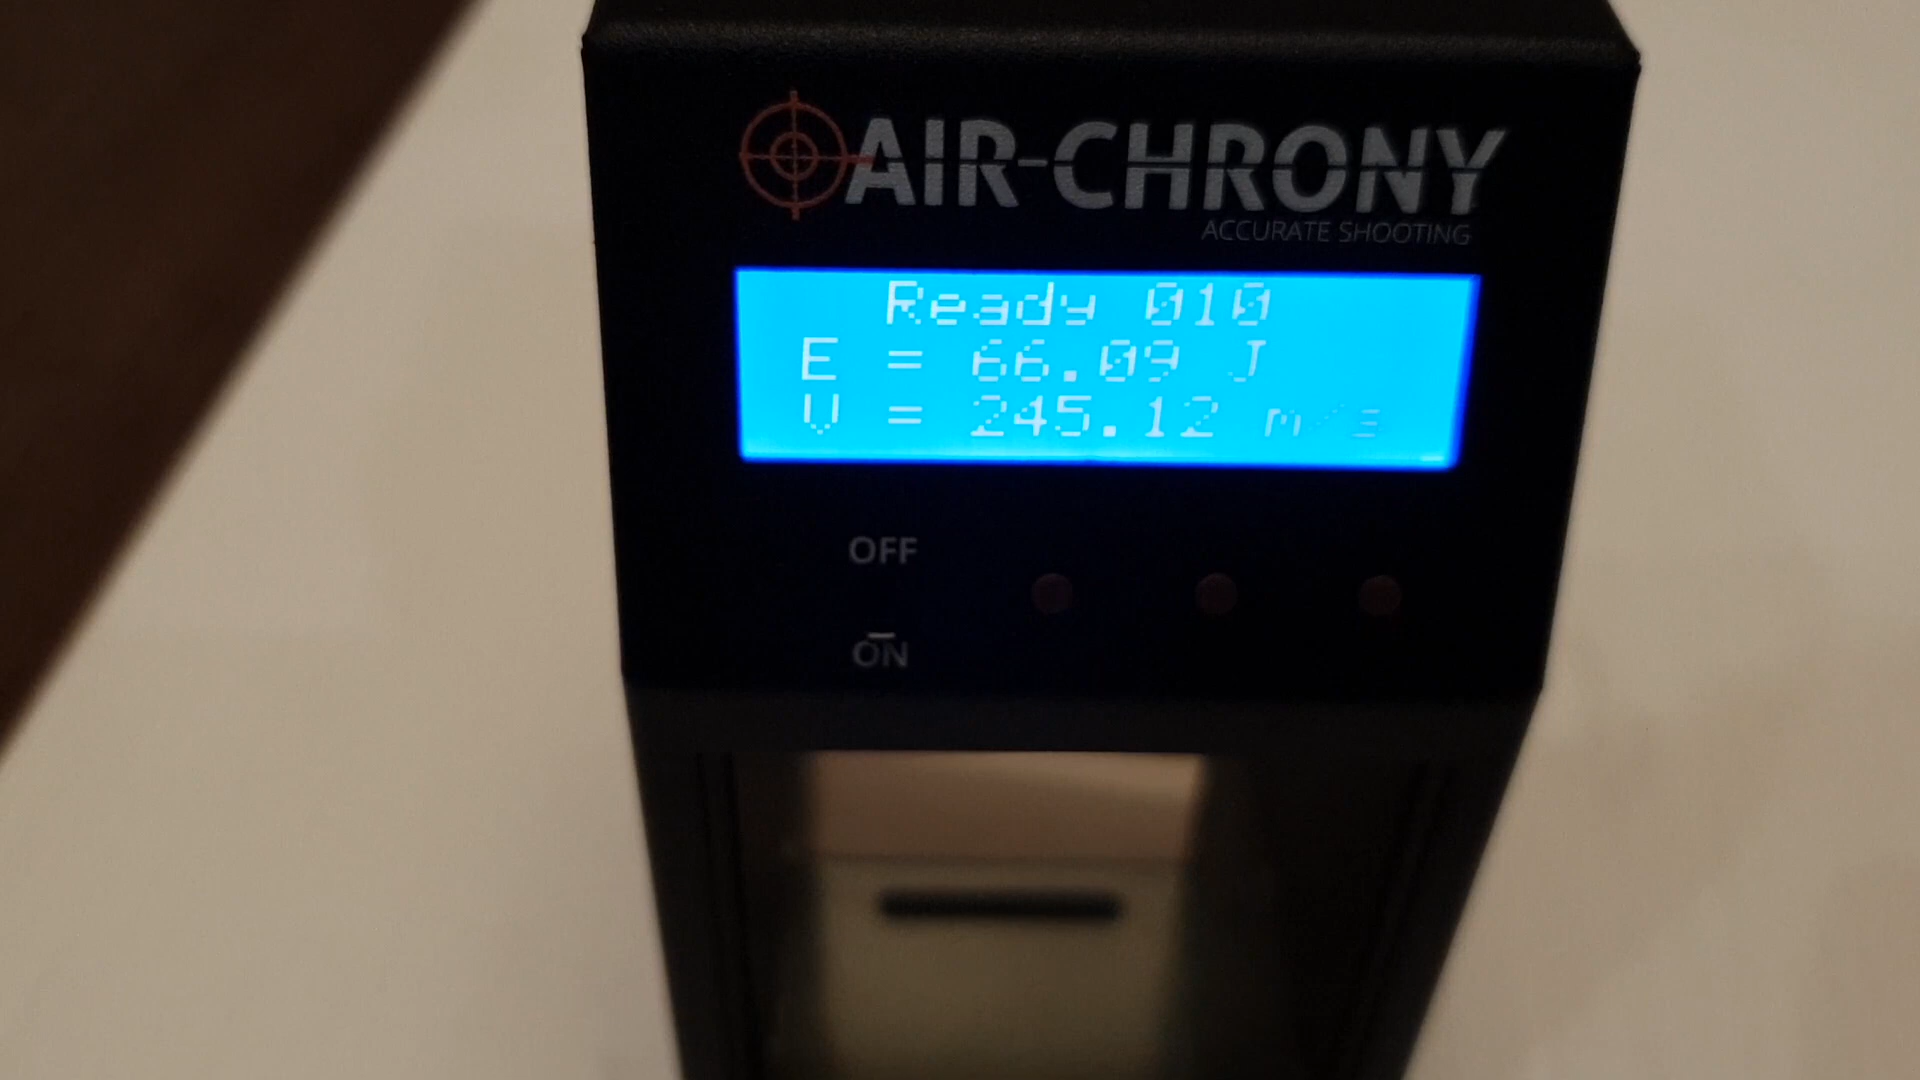 AIR-CHRONY
ACCURATE SHOOTING
Ready 010
E = 66.09 J
V = 245.12 m/s
OFF
ON